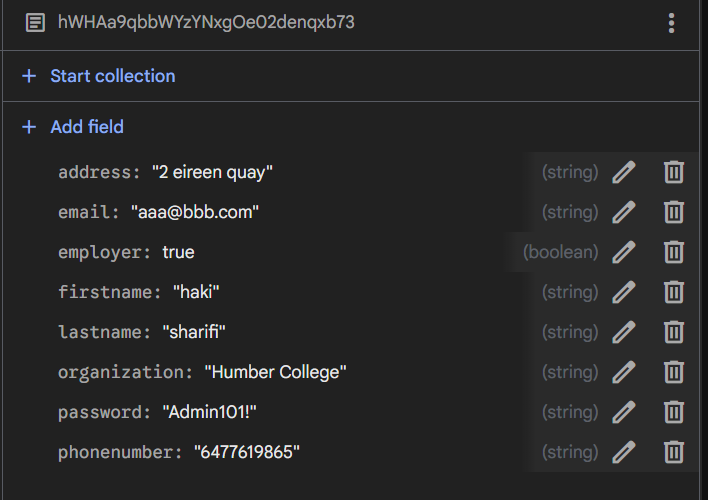 hWHAa9qbbWYzYNxgOe02denqxb73
+ Start collection
+ Add field
address: "2 eireen quay" (string)
email: "aaa@bbb.com" (string)
employer: true (boolean)
firstname: "haki" (string)
lastname: "sharifi" (string)
organization: "Humber College" (string)
password: "Admin101!" (string)
phonenumber: "6477619865" (string)